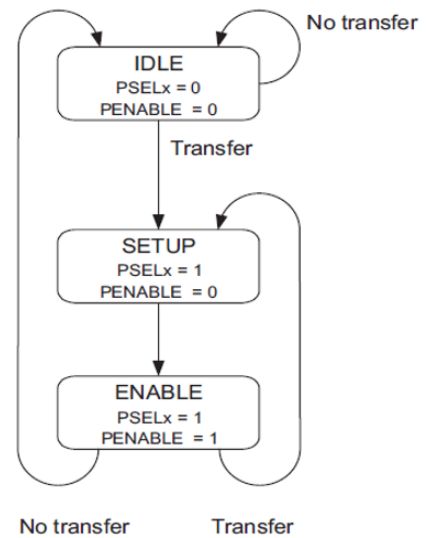 No transfer
IDLE
PSELx = 0
PENABLE = 0
Transfer
SETUP
PSELx = 1
PENABLE = 0
ENABLE
PSELx = 1
PENABLE = 1
No transfer
Transfer